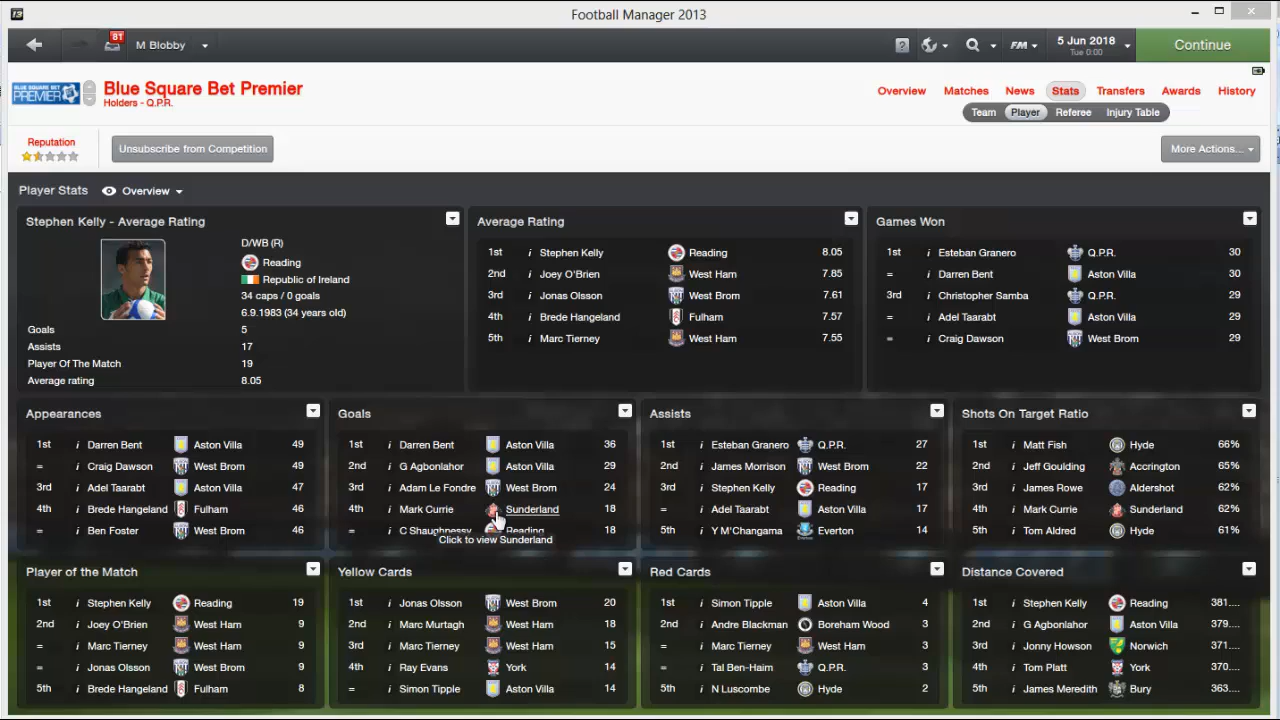 Football Manager 2013
81 M Blobby ? FM 5 Jun 2018 Continue
Tue 0:00
BLUE SQUARE BET PREMIER Blue Square Bet Premier
Holders - Q.P.R.
Overview Matches News Stats Transfers Awards History
Team Player Referee Injury Table
Reputation Unsubscribe from Competition More Actions...
Player Stats Overview
Stephen Kelly - Average Rating
D/WB (R)
Reading
Republic of Ireland
34 caps / 0 goals
6.9.1983 (34 years old)
Goals 5
Assists 17
Player Of The Match 19
Average rating 8.05
Average Rating
1st i Stephen Kelly Reading 8.05
2nd i Joey O'Brien West Ham 7.85
3rd i Jonas Olsson West Brom 7.61
4th i Brede Hangeland Fulham 7.57
5th i Marc Tierney West Ham 7.55
Games Won
1st i Esteban Granero Q.P.R. 30
= i Darren Bent Aston Villa 30
3rd i Christopher Samba Q.P.R. 29
= i Adel Taarabt Aston Villa 29
= i Craig Dawson West Brom 29
Appearances
1st i Darren Bent Aston Villa 49
= i Craig Dawson West Brom 49
3rd i Adel Taarabt Aston Villa 47
4th i Brede Hangeland Fulham 46
= i Ben Foster West Brom 46
Goals
1st i Darren Bent Aston Villa 36
2nd i G Agbonlahor Aston Villa 29
3rd i Adam Le Fondre West Brom 24
4th i Mark Currie Sunderland 18
= i C Shaughnessy Reading 18
Click to view Sunderland
Assists
1st i Esteban Granero Q.P.R. 27
2nd i James Morrison West Brom 22
3rd i Stephen Kelly Reading 17
= i Adel Taarabt Aston Villa 17
5th i Y M'Changama Everton 14
Shots On Target Ratio
1st i Matt Fish Hyde 66%
2nd i Jeff Goulding Accrington 65%
3rd i James Rowe Aldershot 62%
4th i Mark Currie Sunderland 62%
5th i Tom Aldred Hyde 61%
Player of the Match
1st i Stephen Kelly Reading 19
2nd i Joey O'Brien West Ham 9
= i Marc Tierney West Ham 9
= i Jonas Olsson West Brom 9
5th i Brede Hangeland Fulham 8
Yellow Cards
1st i Jonas Olsson West Brom 20
2nd i Marc Murtagh West Ham 18
3rd i Marc Tierney West Ham 15
4th i Ray Evans York 14
= i Simon Tipple Aston Villa 14
Red Cards
1st i Simon Tipple Aston Villa 4
2nd i Andre Blackman Boreham Wood 3
= i Marc Tierney West Ham 3
= i Tal Ben-Haim Q.P.R. 3
5th i N Luscombe Hyde 2
Distance Covered
1st i Stephen Kelly Reading 381....
2nd i G Agbonlahor Aston Villa 379....
3rd i Jonny Howson Norwich 371....
4th i Tom Platt York 370....
5th i James Meredith Bury 363....